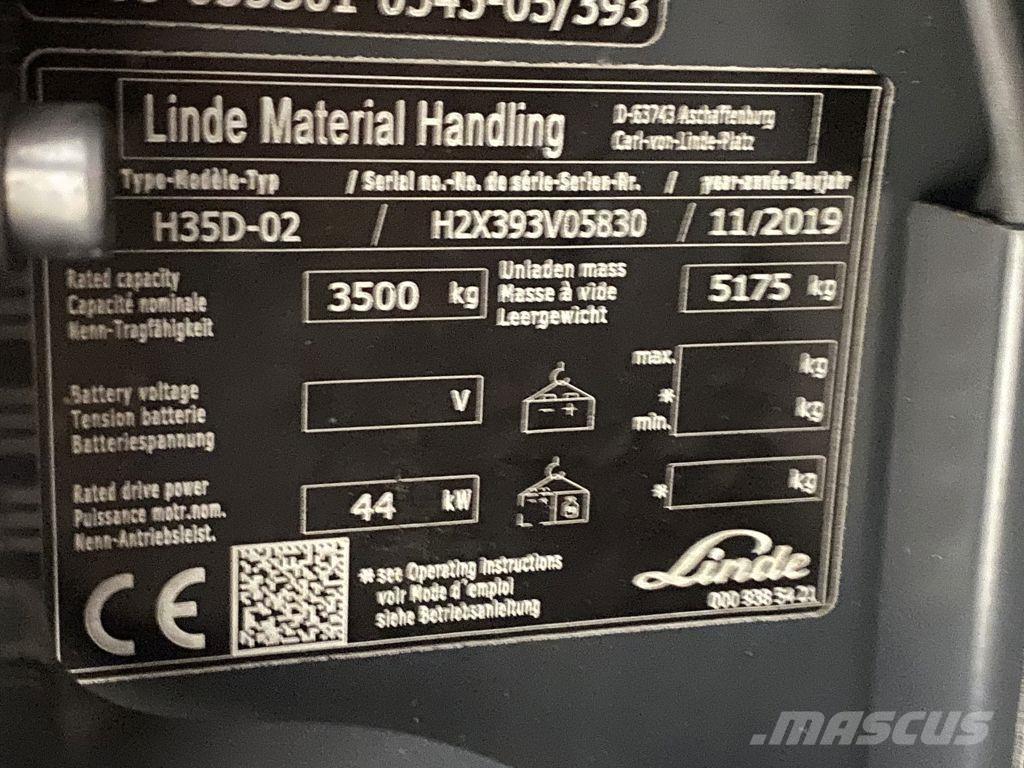 0545-05/393
Linde Material Handling
D-63743 Aschaffenburg
Carl-von-Linde-Platz
Type-Modèle-Typ / Serial no.-No. de série-Serien-Nr. / year-année-Baujahr
H35D-02 / H2X393V05830 / 11/2019
Rated capacity
Capacité nominale
Nenn-Tragfähigkeit
3500 kg
Unladen mass
Masse à vide
Leergewicht
5175 kg
Battery voltage
Tension batterie
Batteriespannung
V
- +
max. kg
*
min. kg
Rated drive power
Puissance motr.nom.
Nenn-Antriebsleist.
44 kW
* kg
CE
* see Operating instructions
voir Mode d'emploi
siehe Betriebsanleitung
Linde
MASCUS